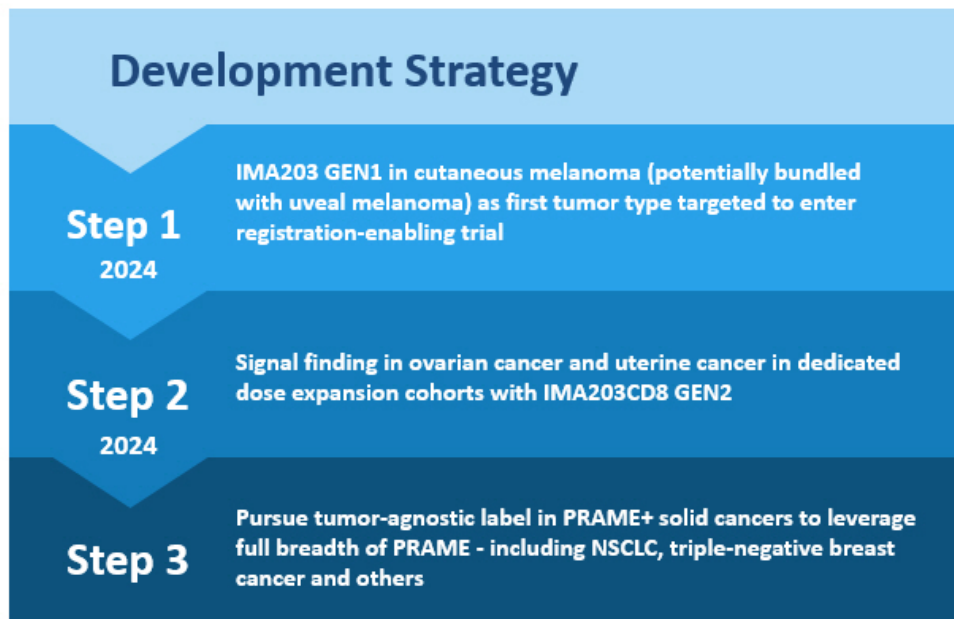 Development Strategy
Step 1
2024
IMA203 GEN1 in cutaneous melanoma (potentially bundled
with uveal melanoma) as first tumor type targeted to enter
registration-enabling trial
Step 2
2024
Signal finding in ovarian cancer and uterine cancer in dedicated
dose expansion cohorts with IMA203CD8 GEN2
Step 3
Pursue tumor-agnostic label in PRAME+ solid cancers to leverage
full breadth of PRAME - including NSCLC, triple-negative breast
cancer and others